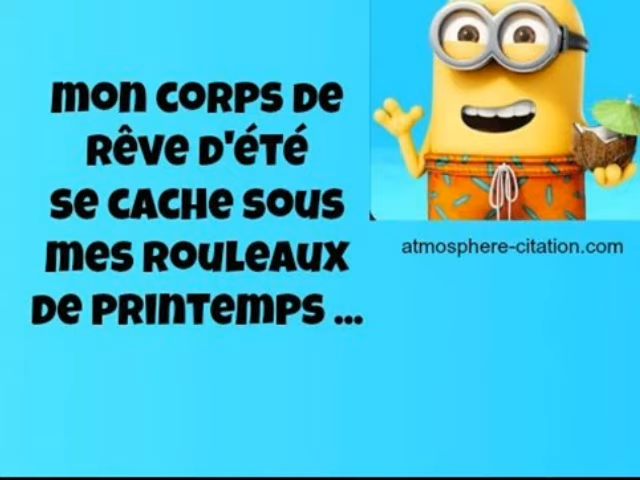 mon corps de
rêve d'été
se cache sous
mes rouleaux
de printemps ...
atmosphere-citation.com